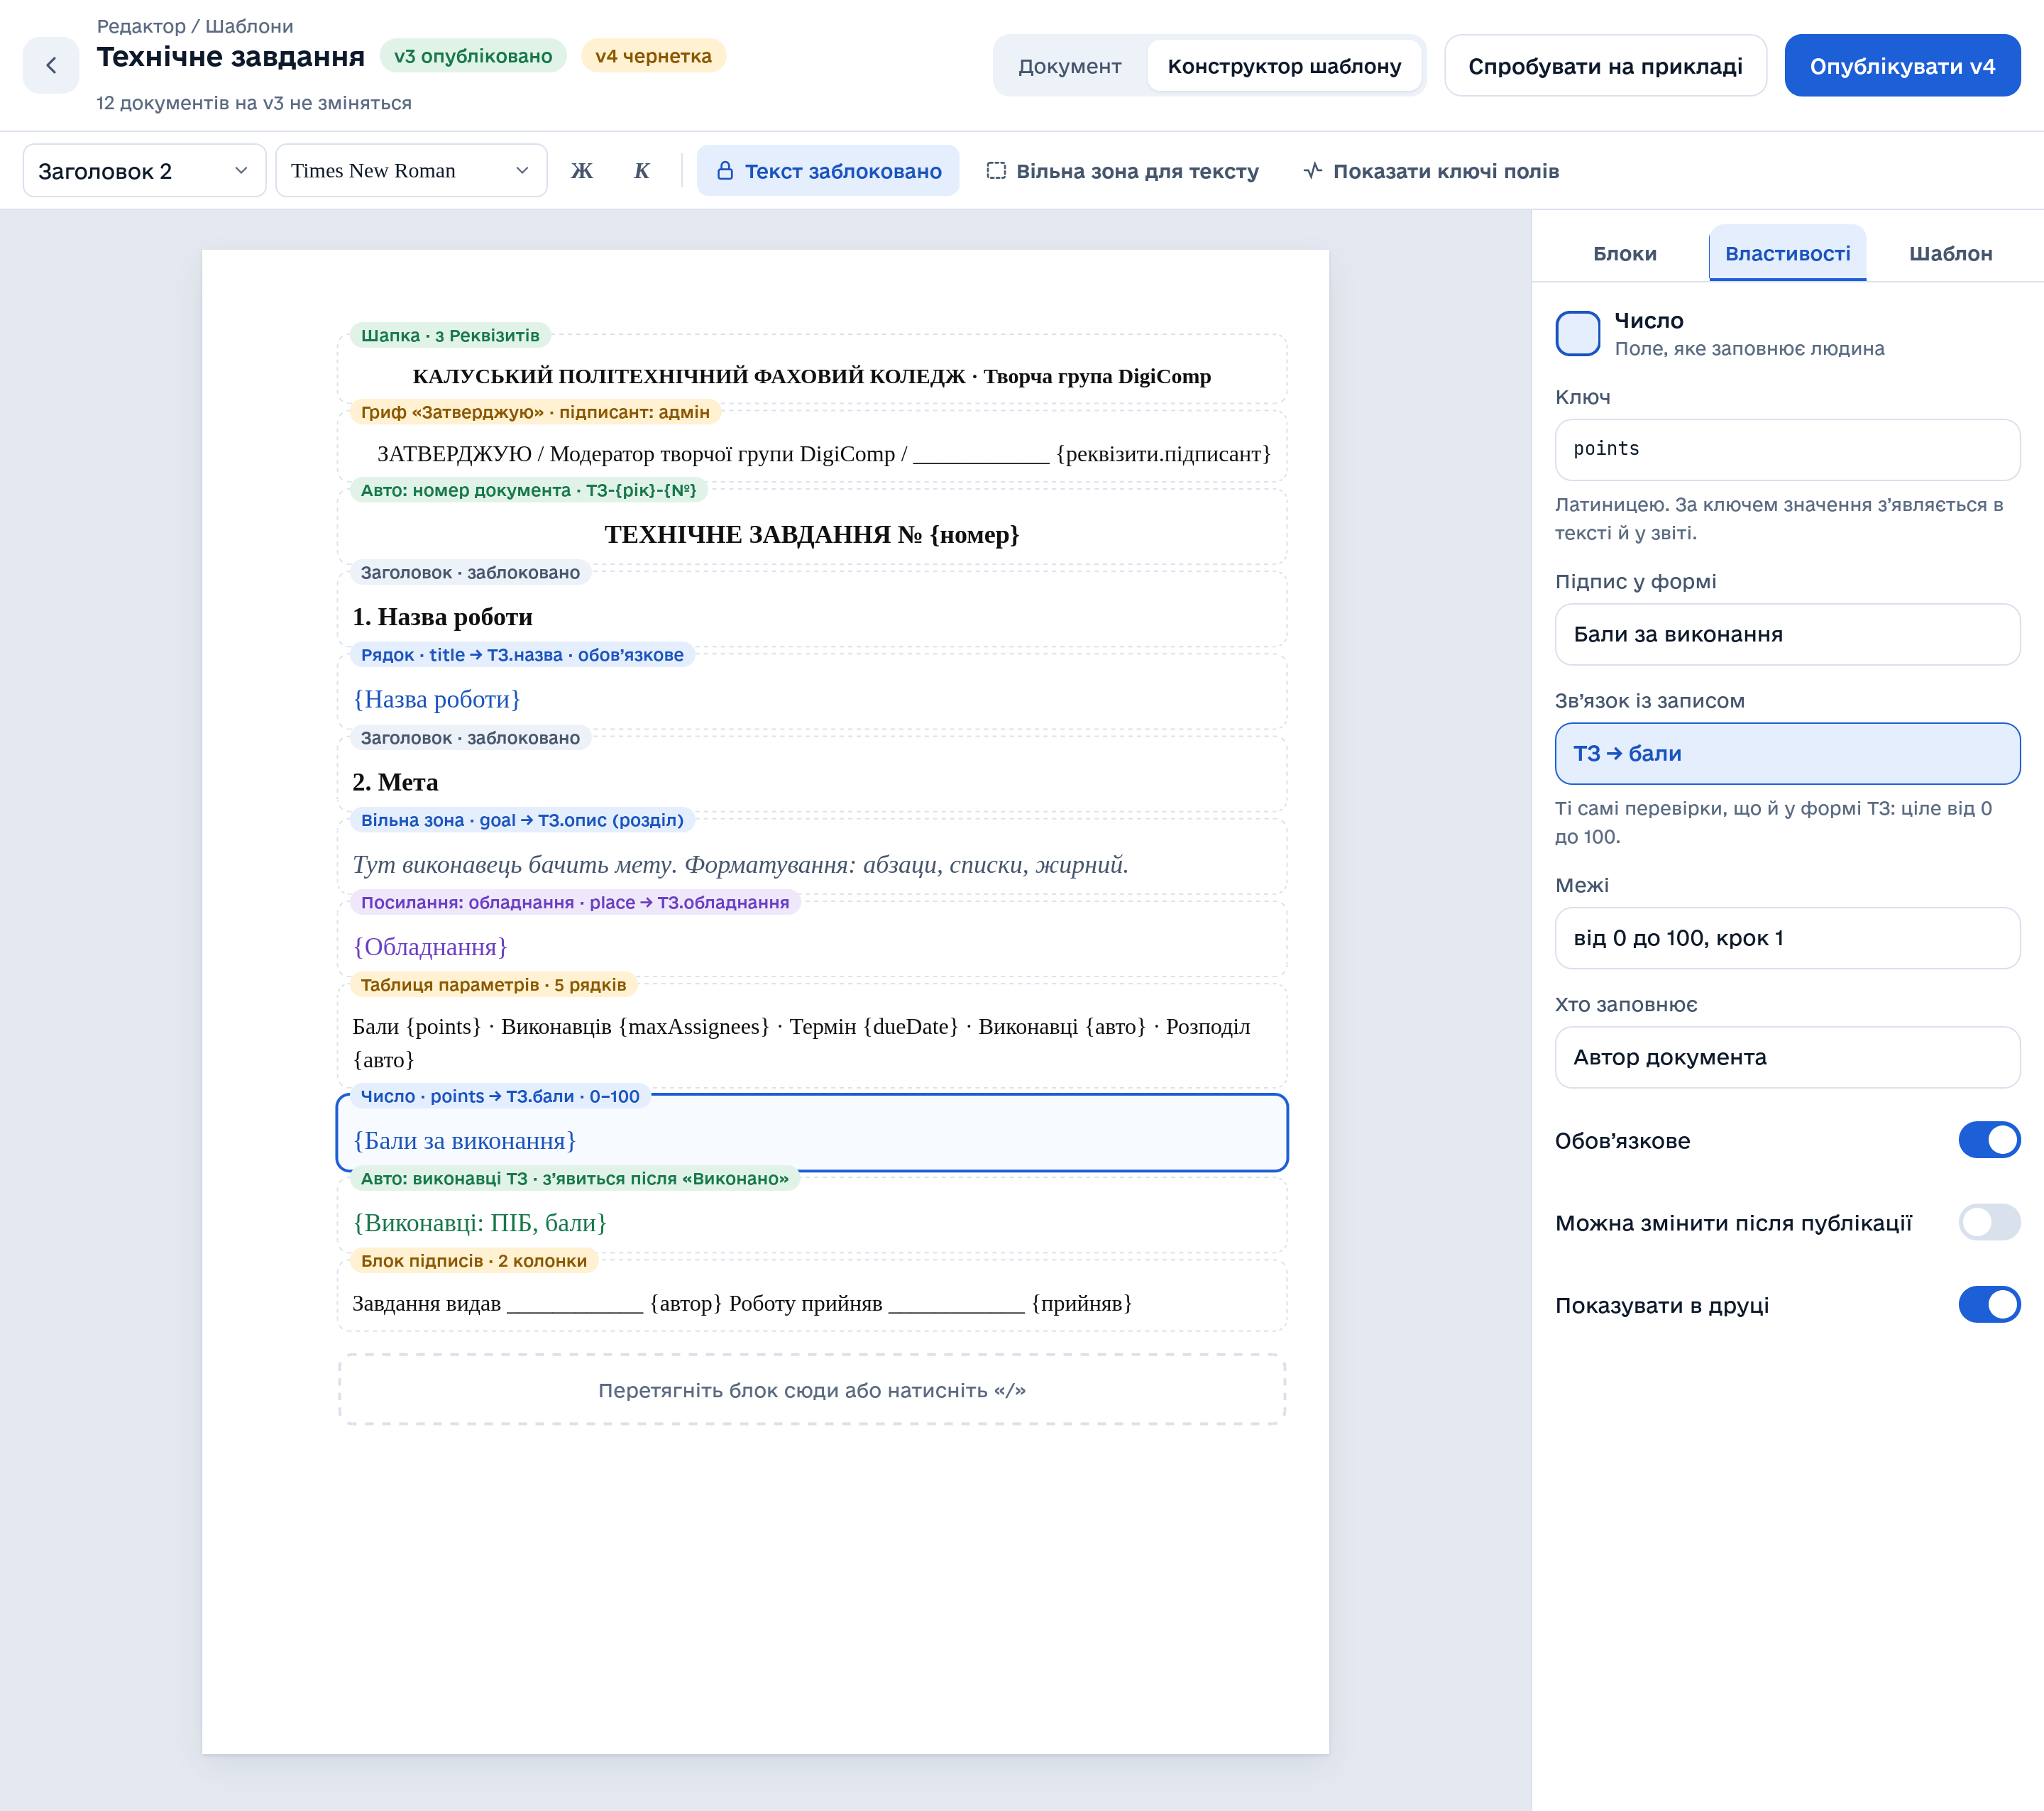 Редактор / Шаблони
Технічне завдання
v3 опубліковано
v4 чернетка
12 документів на v3 не зміняться
Документ
Конструктор шаблону
Спробувати на прикладі
Опублікувати v4
Заголовок 2
Times New Roman
Ж
К
Текст заблоковано
Вільна зона для тексту
Показати ключі полів
Шапка · з Реквізитів
КАЛУСЬКИЙ ПОЛІТЕХНІЧНИЙ ФАХОВИЙ КОЛЕДЖ · Творча група DigiComp
Гриф «Затверджую» · підписант: адмін
ЗАТВЕРДЖУЮ / Модератор творчої групи DigiComp / ____________ {реквізити.підписант}
Авто: номер документа · ТЗ-{рік}-{№}
ТЕХНІЧНЕ ЗАВДАННЯ № {номер}
Заголовок · заблоковано
1. Назва роботи
Рядок · title → ТЗ.назва · обов’язкове
{Назва роботи}
Заголовок · заблоковано
2. Мета
Вільна зона · goal → ТЗ.опис (розділ)
Тут виконавець бачить мету. Форматування: абзаци, списки, жирний.
Посилання: обладнання · place → ТЗ.обладнання
{Обладнання}
Таблиця параметрів · 5 рядків
Бали {points} · Виконавців {maxAssignees} · Термін {dueDate} · Виконавці {авто} · Розподіл
{авто}
Число · points → ТЗ.бали · 0–100
{Бали за виконання}
Авто: виконавці ТЗ · з’явиться після «Виконано»
{Виконавці: ПІБ, бали}
Блок підписів · 2 колонки
Завдання видав ____________ {автор} Роботу прийняв ____________ {прийняв}
Перетягніть блок сюди або натисніть «/»
Блоки
Властивості
Шаблон
Число
Поле, яке заповнює людина
Ключ
points
Латиницею. За ключем значення з’являється в
тексті й у звіті.
Підпис у формі
Бали за виконання
Зв’язок із записом
ТЗ → бали
Ті самі перевірки, що й у формі ТЗ: ціле від 0
до 100.
Межі
від 0 до 100, крок 1
Хто заповнює
Автор документа
Обов’язкове
Можна змінити після публікації
Показувати в друці